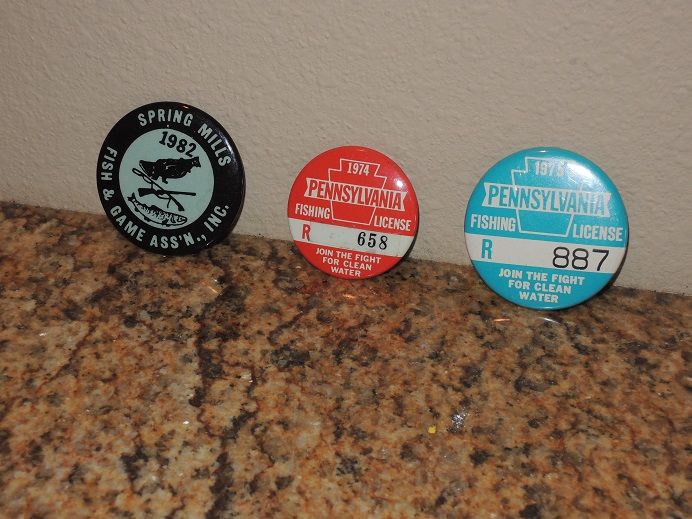 SPRING MILLS
1982
FISH & GAME ASS'N., INC.
1974
PENNSYLVANIA
FISHING LICENSE
R 658
JOIN THE FIGHT
FOR CLEAN
WATER
PENNSYLVANIA
FISHING LICENSE
R 887
JOIN THE FIGHT
FOR CLEAN
WATER